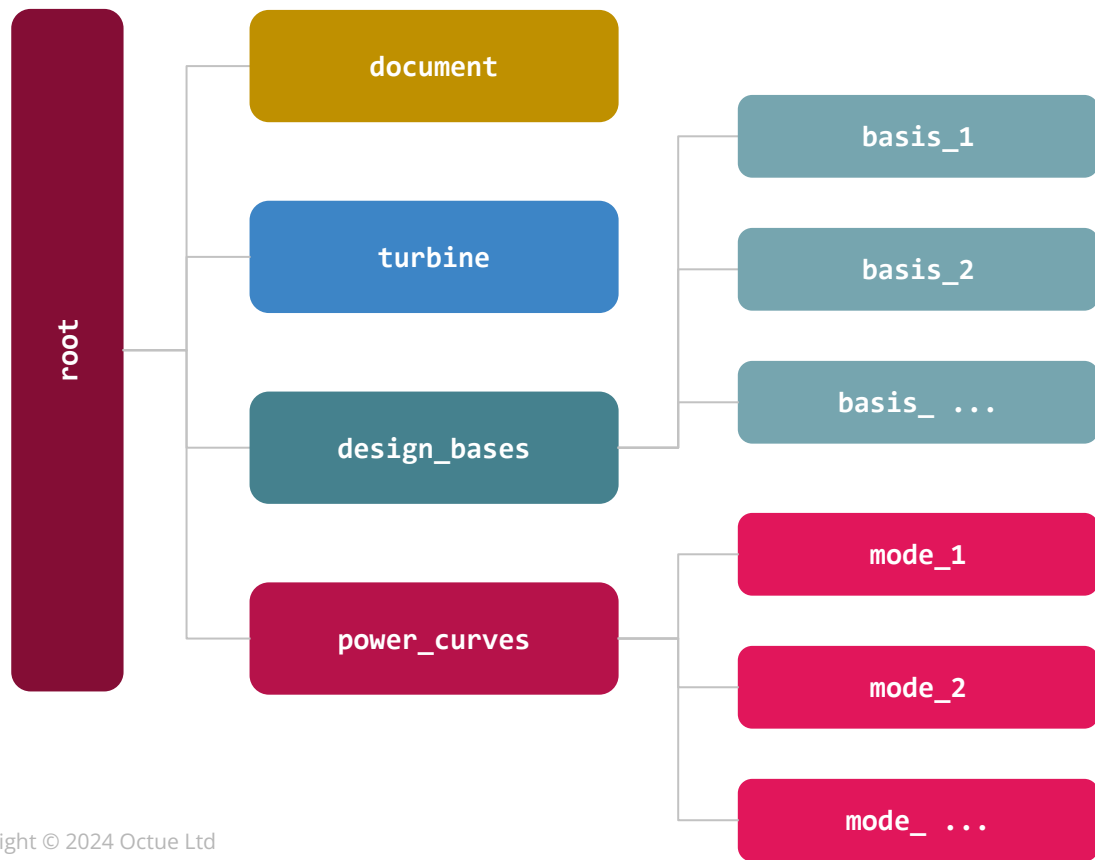 root
document
turbine
design_bases
power_curves
basis_1
basis_2
basis_ ...
mode_1
mode_2
mode_ ...
ight © 2024 Octue Ltd